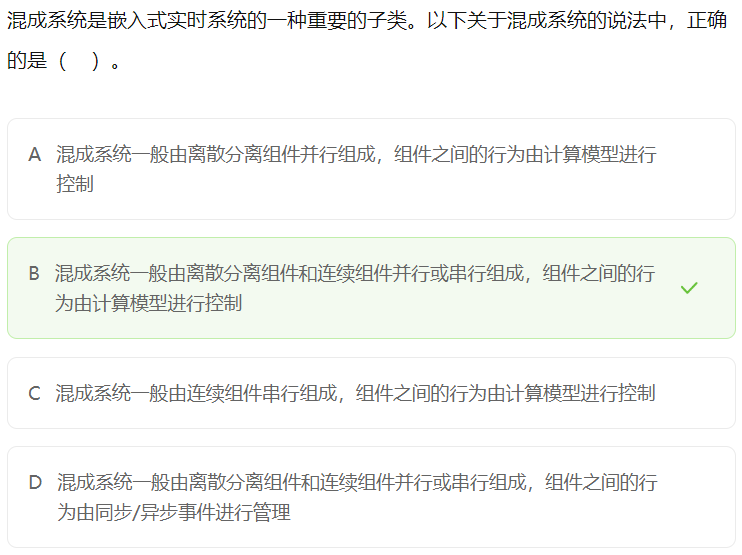 混成系统是嵌入式实时系统的一种重要的子类。以下关于混成系统的说法中，正确
的是（　）。
A 混成系统一般由离散分离组件并行组成，组件之间的行为由计算模型进行
控制
B 混成系统一般由离散分离组件和连续组件并行或串行组成，组件之间的行
为由计算模型进行控制
C 混成系统一般由连续组件串行组成，组件之间的行为由计算模型进行控制
D 混成系统一般由离散分离组件和连续组件并行或串行组成，组件之间的行
为由同步/异步事件进行管理